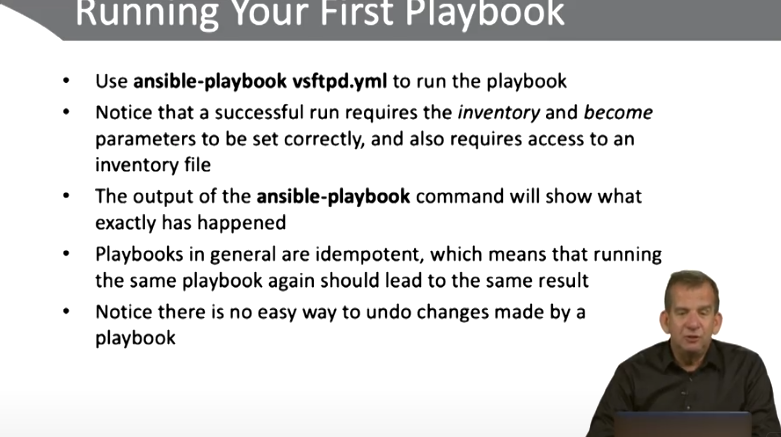 Running Your First Playbook
• Use ansible-playbook vsftpd.yml to run the playbook
• Notice that a successful run requires the inventory and become
parameters to be set correctly, and also requires access to an
inventory file
• The output of the ansible-playbook command will show what
exactly has happened
• Playbooks in general are idempotent, which means that running
the same playbook again should lead to the same result
• Notice there is no easy way to undo changes made by a
playbook